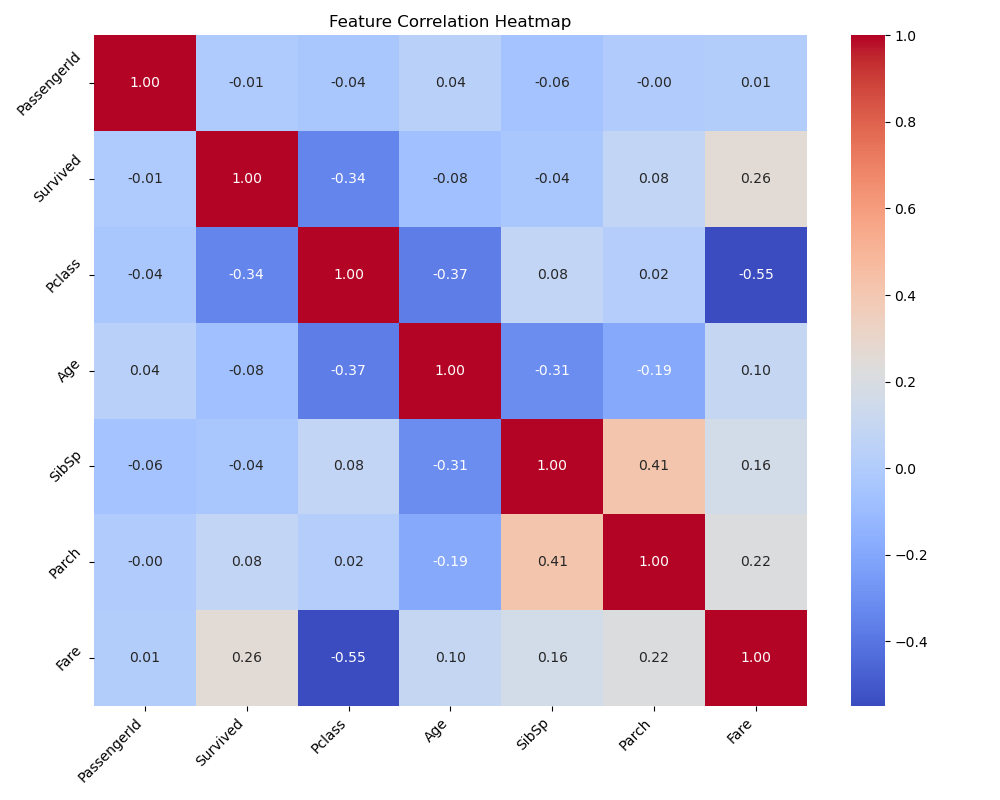 Feature Correlation Heatmap
PassengerId 1.00 -0.01 -0.04 0.04 -0.06 -0.00 0.01
Survived -0.01 1.00 -0.34 -0.08 -0.04 0.08 0.26
Pclass -0.04 -0.34 1.00 -0.37 0.08 0.02 -0.55
Age 0.04 -0.08 -0.37 1.00 -0.31 -0.19 0.10
SibSp -0.06 -0.04 0.08 -0.31 1.00 0.41 0.16
Parch -0.00 0.08 0.02 -0.19 0.41 1.00 0.22
Fare 0.01 0.26 -0.55 0.10 0.16 0.22 1.00
PassengerId Survived Pclass Age SibSp Parch Fare
1.0
0.8
0.6
0.4
0.2
0.0
−0.2
−0.4